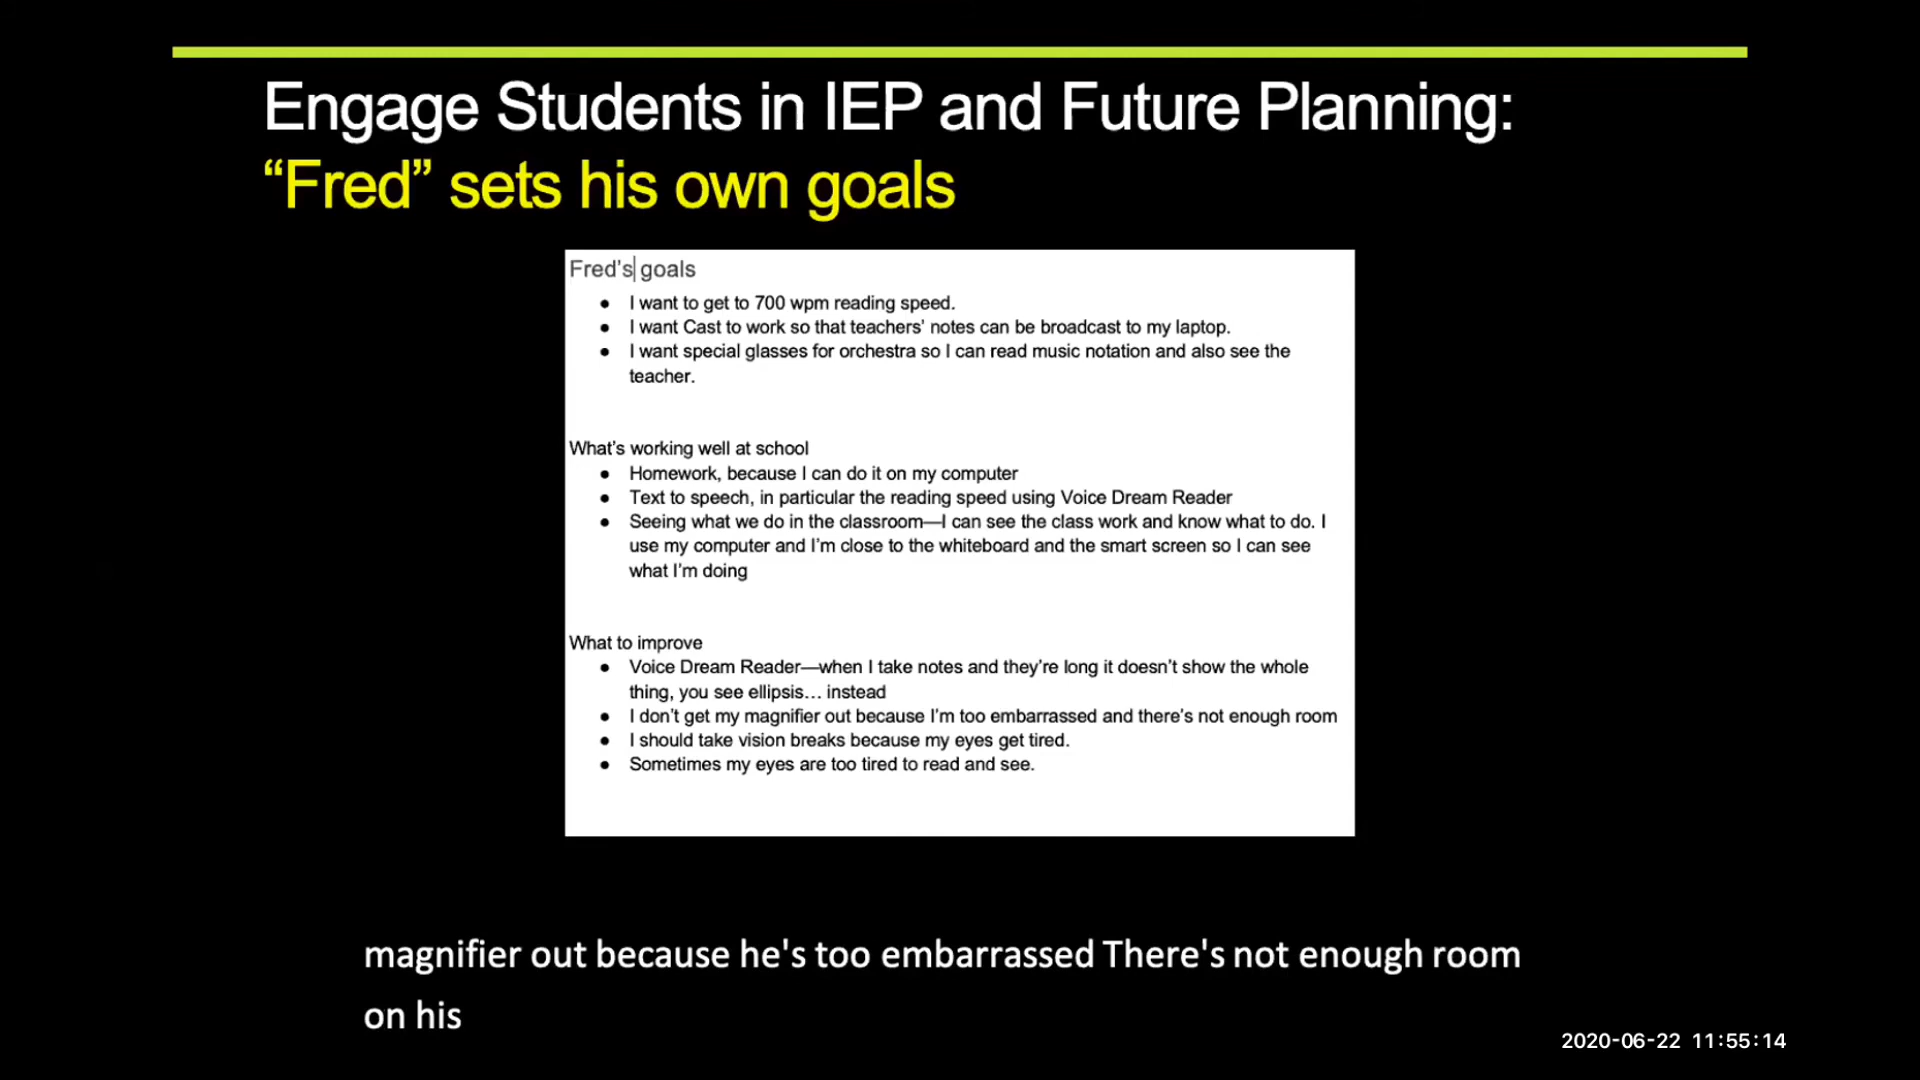 Engage Students in IEP and Future Planning:
“Fred” sets his own goals
Fred’s goals
● I want to get to 700 wpm reading speed.
● I want Cast to work so that teachers’ notes can be broadcast to my laptop.
● I want special glasses for orchestra so I can read music notation and also see the
teacher.
What’s working well at school
● Homework, because I can do it on my computer
● Text to speech, in particular the reading speed using Voice Dream Reader
● Seeing what we do in the classroom—I can see the class work and know what to do. I
use my computer and I’m close to the whiteboard and the smart screen so I can see
what I’m doing
What to improve
● Voice Dream Reader—when I take notes and they’re long it doesn’t show the whole
thing, you see ellipsis… instead
● I don’t get my magnifier out because I’m too embarrassed and there’s not enough room
● I should take vision breaks because my eyes get tired.
● Sometimes my eyes are too tired to read and see.
magnifier out because he's too embarrassed There's not enough room
on his
2020-06-22 11:55:14